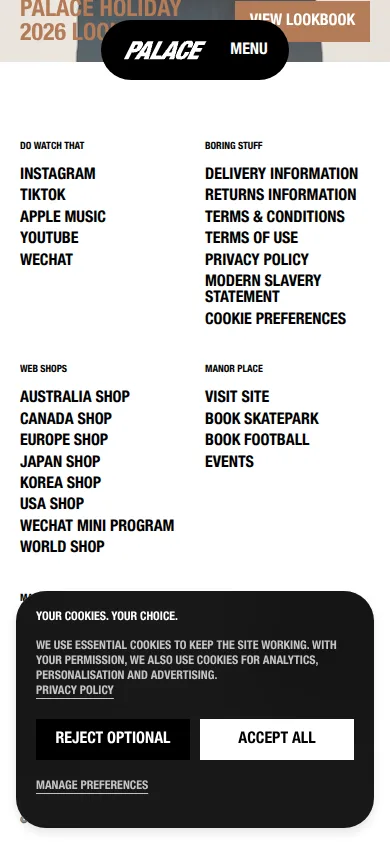 PALACE HOLIDAY
2026
VIEW LOOKBOOK
PALACE
MENU
DO WATCH THAT
INSTAGRAM
TIKTOK
APPLE MUSIC
YOUTUBE
WECHAT
BORING STUFF
DELIVERY INFORMATION
RETURNS INFORMATION
TERMS & CONDITIONS
TERMS OF USE
PRIVACY POLICY
MODERN SLAVERY
STATEMENT
COOKIE PREFERENCES
WEB SHOPS
AUSTRALIA SHOP
CANADA SHOP
EUROPE SHOP
JAPAN SHOP
KOREA SHOP
USA SHOP
WECHAT MINI PROGRAM
WORLD SHOP
MANOR PLACE
VISIT SITE
BOOK SKATEPARK
BOOK FOOTBALL
EVENTS
YOUR COOKIES. YOUR CHOICE.
WE USE ESSENTIAL COOKIES TO KEEP THE SITE WORKING. WITH
YOUR PERMISSION, WE ALSO USE COOKIES FOR ANALYTICS,
PERSONALISATION AND ADVERTISING.
PRIVACY POLICY
REJECT OPTIONAL
ACCEPT ALL
MANAGE PREFERENCES